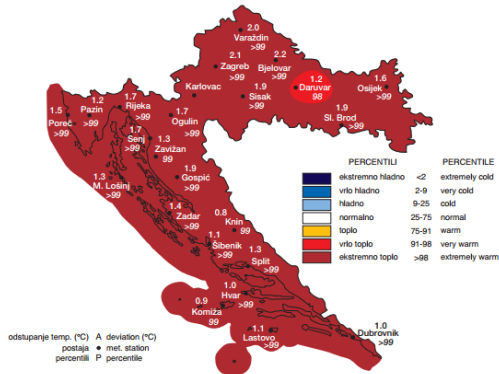 2.0
Varaždin
>99
2.1
Zagreb
>99
2.2
Bjelovar
>99
1.2
Daruvar
98
1.6
Osijek
>99
Karlovac
1.9
Sisak
>99
1.9
Sl. Brod
>99
1.5
Poreč
>99
1.2
Pazin
>99
1.7
Rijeka
>99
1.7
Ogulin
>99
1.7
Senj
>99
1.3
Zavižan
99
1.3
M. Lošinj
>99
1.9
Gospić
>99
1.4
Zadar
>99
0.8
Knin
99
1.1
Šibenik
>99
1.3
Split
>99
1.0
Hvar
>99
0.9
Komiža
99
1.1
Lastovo
>99
1.0
Dubrovnik
>99
PERCENTILI PERCENTILE
ekstremno hladno <2 extremely cold
vrlo hladno 2-9 very cold
hladno 9-25 cold
normalno 25-75 normal
toplo 75-91 warm
vrlo toplo 91-98 very warm
ekstremno toplo >98 extremely warm
odstupanje temp. (°C) A deviation (°C)
postaja • met. station
percentili P percentile